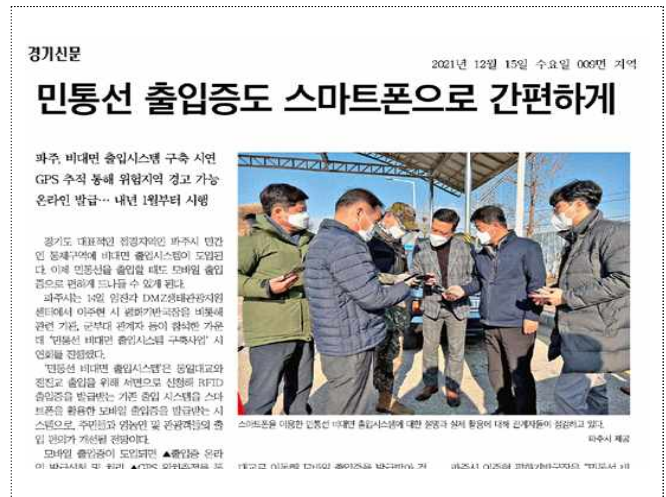 경기신문
2021년 12월 15일 수요일 009면 지역
민통선 출입증도 스마트폰으로 간편하게
파주, 비대면 출입시스템 구축 시연
GPS 추적 통해 위험지역 경고 가능
온라인 발급… 내년 1월부터 시행
경기도 대표적인 접경지역인 파주시 민간
인 통제구역에 비대면 출입시스템이 도입된
다. 이제 민통선을 출입할 때도 모바일 출입
증으로 편하게 드나들 수 있게 된다.
파주시는 14일 임진각 DMZ생태관광지원
센터에서 이주현 시 평화기반국장을 비롯해
관련 기관, 군부대 관계자 등이 참석한 가운
데 ‘민통선 비대면 출입시스템 구축사업’ 시
연회를 진행했다.
‘민통선 비대면 출입시스템’은 통일대교와
전진교 출입을 위해 서면으로 신청해 RFID
출입증을 발급받는 기존 출입 시스템을 스마
트폰을 활용한 모바일 출입증을 발급받는 시
스템으로, 주민들과 영농인 및 관광객들의 출
입 편의가 개선될 전망이다.
모바일 출입증이 도입되면 ▲출입증 온라
스마트폰을 이용한 민통선 비대면 출입시스템에 대한 설명과 실제 활용에 대해 관계자들이 점검하고 있다.
파주시 제공